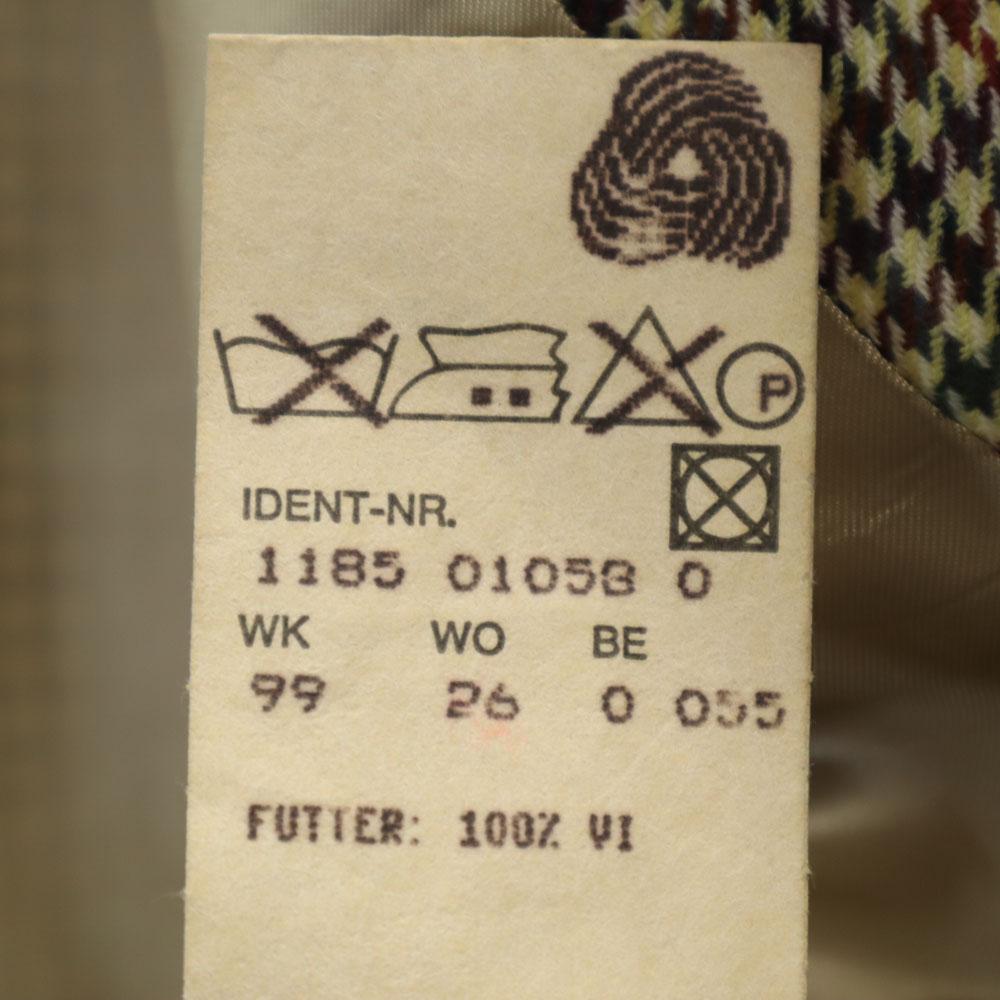 P
IDENT-NR.
1185 01058 0
WK WO BE
99 26 0 055
FUTTER: 100% VI